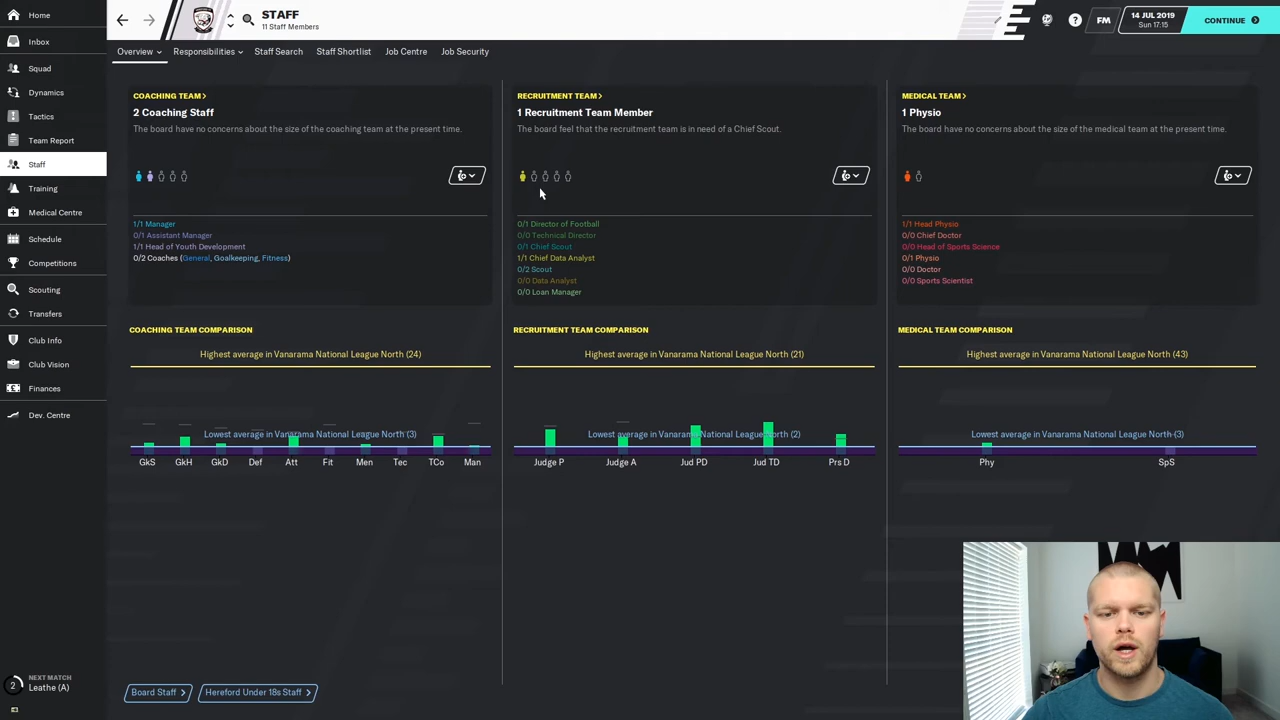 Home
Inbox
Squad
Dynamics
Tactics
Team Report
Staff
Training
Medical Centre
Schedule
Competitions
Scouting
Transfers
Club Info
Club Vision
Finances
Dev. Centre
2
NEXT MATCH
Leathe (A)
STAFF
11 Staff Members
FM
14 JUL 2019
Sun 17:15
CONTINUE
Overview
Responsibilities
Staff Search
Staff Shortlist
Job Centre
Job Security
COACHING TEAM >
2 Coaching Staff
The board have no concerns about the size of the coaching team at the present time.
1/1 Manager
0/1 Assistant Manager
1/1 Head of Youth Development
0/2 Coaches (General, Goalkeeping, Fitness)
COACHING TEAM COMPARISON
Highest average in Vanarama National League North (24)
Lowest average in Vanarama National League North (3)
GkS GkH GkD Def Att Fit Men Tec TCo Man
RECRUITMENT TEAM >
1 Recruitment Team Member
The board feel that the recruitment team is in need of a Chief Scout.
0/1 Director of Football
0/0 Technical Director
0/1 Chief Scout
1/1 Chief Data Analyst
0/2 Scout
0/0 Data Analyst
0/0 Loan Manager
RECRUITMENT TEAM COMPARISON
Highest average in Vanarama National League North (21)
Lowest average in Vanarama National League North (2)
Judge P Judge A Jud PD Jud TD Prs D
MEDICAL TEAM >
1 Physio
The board have no concerns about the size of the medical team at the present time.
1/1 Head Physio
0/0 Chief Doctor
0/0 Head of Sports Science
0/1 Physio
0/0 Doctor
0/0 Sports Scientist
MEDICAL TEAM COMPARISON
Highest average in Vanarama National League North (43)
Lowest average in Vanarama National League North (3)
Phy SpS
Board Staff >
Hereford Under 18s Staff >